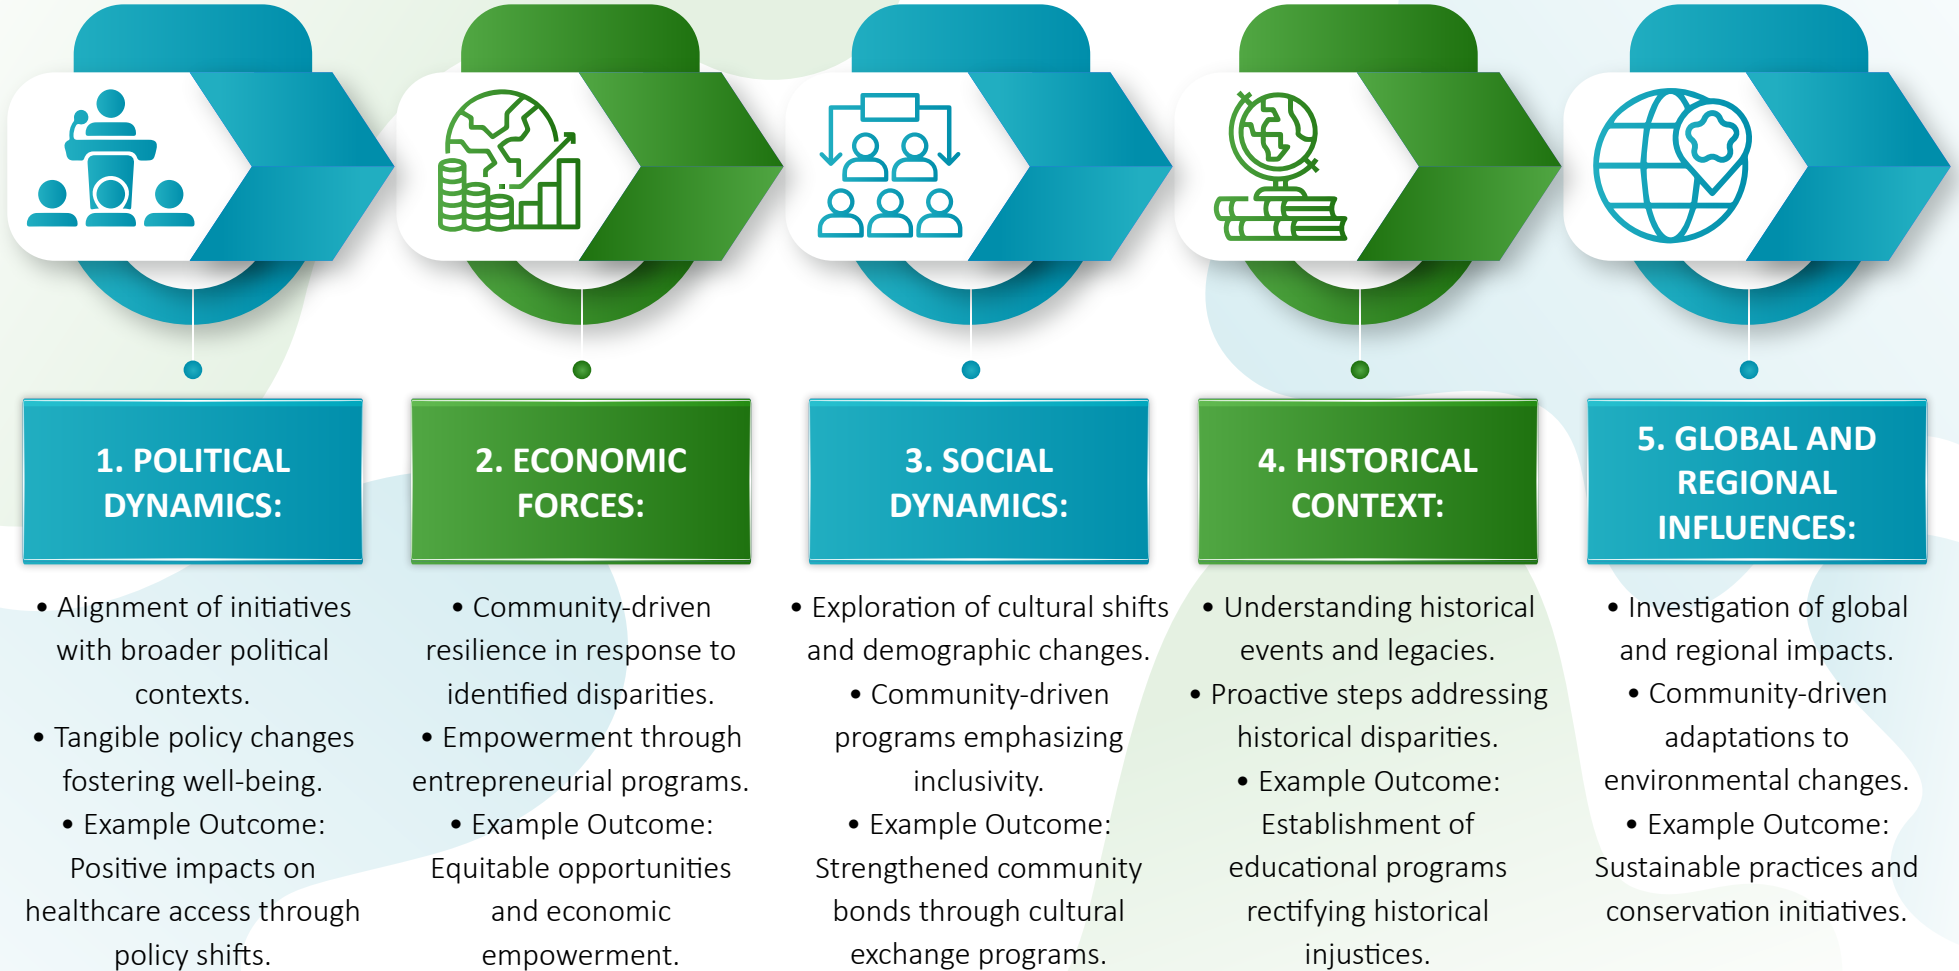 1. POLITICAL
DYNAMICS:
• Alignment of initiatives
with broader political
contexts.
• Tangible policy changes
fostering well-being.
• Example Outcome:
Positive impacts on
healthcare access through
policy shifts.
2. ECONOMIC
FORCES:
• Community-driven
resilience in response to
identified disparities.
• Empowerment through
entrepreneurial programs.
• Example Outcome:
Equitable opportunities
and economic
empowerment.
3. SOCIAL
DYNAMICS:
• Exploration of cultural shifts
and demographic changes.
• Community-driven
programs emphasizing
inclusivity.
• Example Outcome:
Strengthened community
bonds through cultural
exchange programs.
4. HISTORICAL
CONTEXT:
• Understanding historical
events and legacies.
• Proactive steps addressing
historical disparities.
• Example Outcome:
Establishment of
educational programs
rectifying historical
injustices.
5. GLOBAL AND
REGIONAL
INFLUENCES:
• Investigation of global
and regional impacts.
• Community-driven
adaptations to
environmental changes.
• Example Outcome:
Sustainable practices and
conservation initiatives.